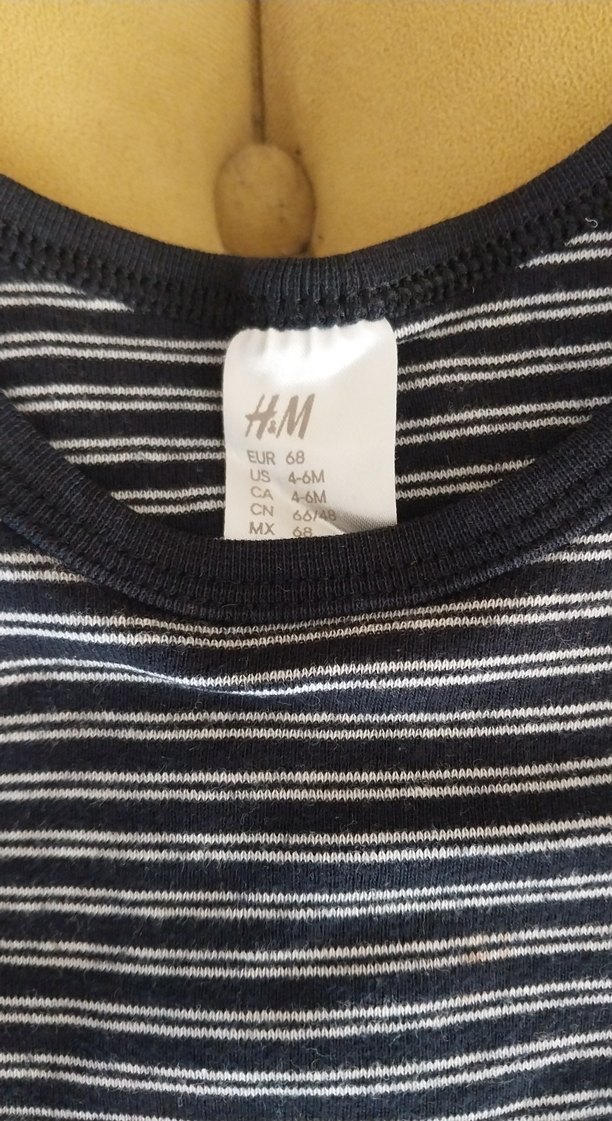 H&M
EUR 68
US 4-6M
CA 4-6M
CN 66/48
MX 68